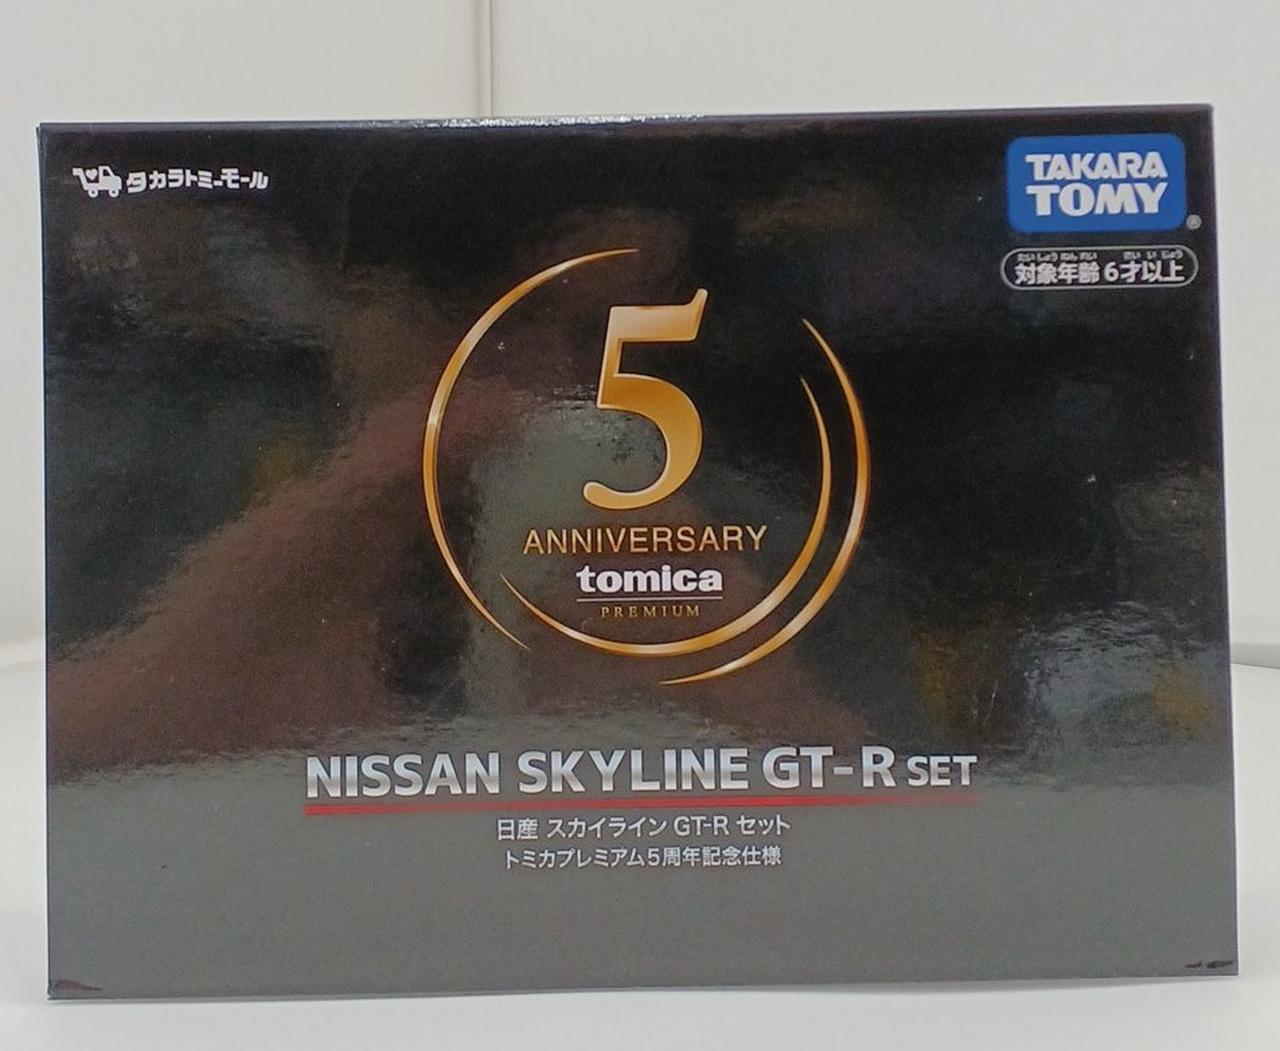 タカラトミーモール
TAKARA
TOMY
®
対象年齢 6才以上
5
ANNIVERSARY
tomica
PREMIUM
NISSAN SKYLINE GT-R SET
日産 スカイライン GT-R セット
トミカプレミアム5周年記念仕様